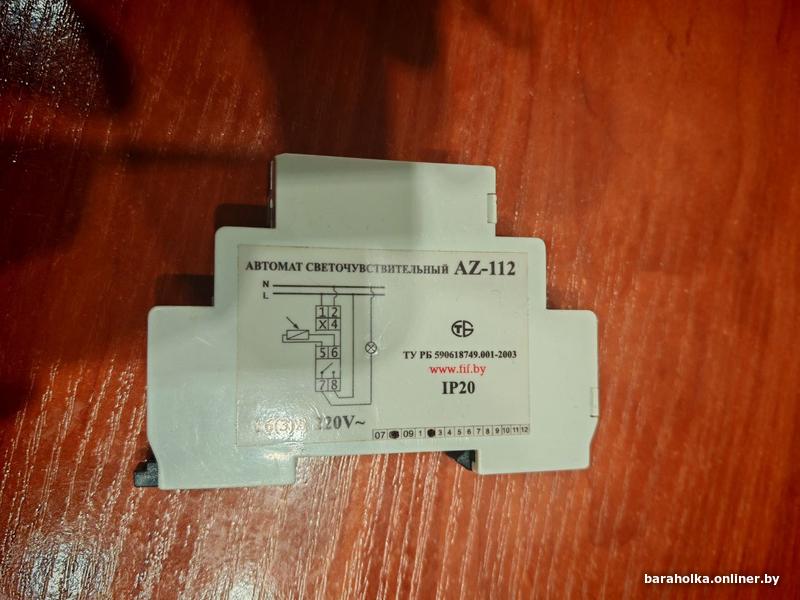 АВТОМАТ СВЕТОЧУВСТВИТЕЛЬНЫЙ AZ-112
N
L
1 2
X 4
5 6
7 8
ТБ
ТУ РБ 590618749.001-2003
www.fif.by
IP20
220V~
07 09 1 3 4 5 6 7 8 9 10 11 12
baraholka.onliner.by